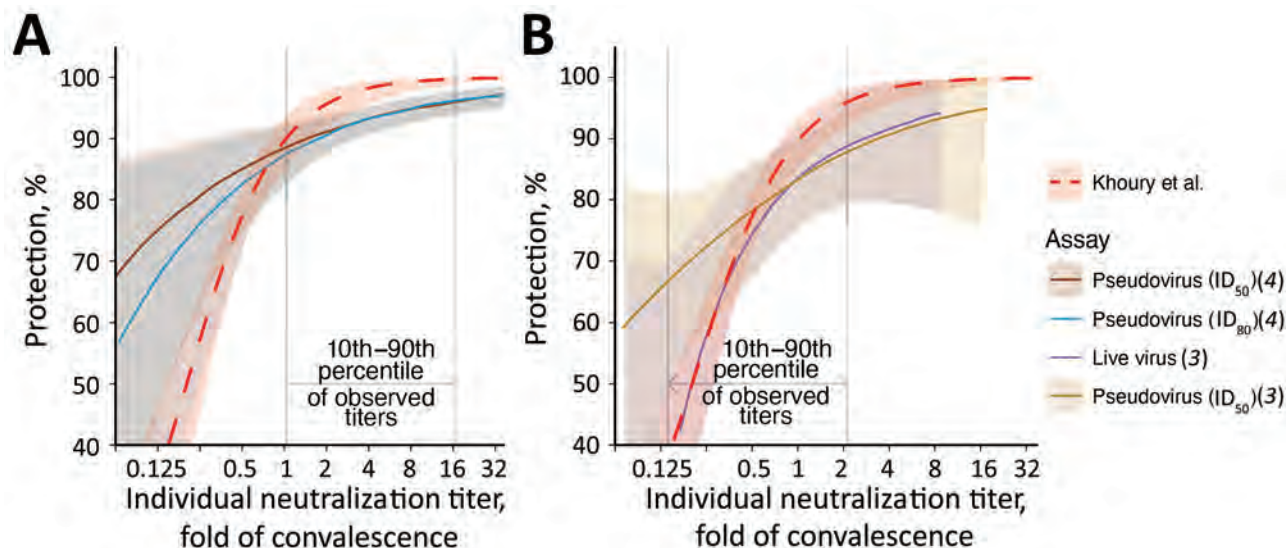 A
100
90
80
70
60
50
40
Protection, %
10th–90th
percentile
of observed
titers
0.125 0.5 1 2 4 8 16 32
Individual neutralization titer,
fold of convalescence
B
100
90
80
70
60
50
40
Protection, %
10th–90th
percentile
of observed
titers
0.125 0.5 1 2 4 8 16 32
Individual neutralization titer,
fold of convalescence
Khoury et al.
Assay
Pseudovirus (ID50)(4)
Pseudovirus (ID80)(4)
Live virus (3)
Pseudovirus (ID50)(3)